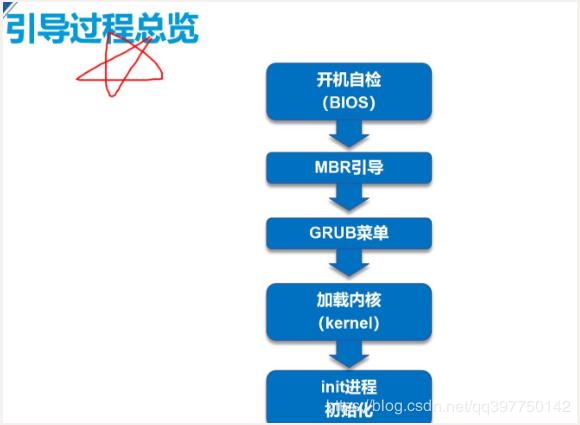 引导过程总览
开机自检
（BIOS）
MBR引导
GRUB菜单
加载内核
（kernel）
init进程
初始化
https://blog.csdn.net/qq397750142